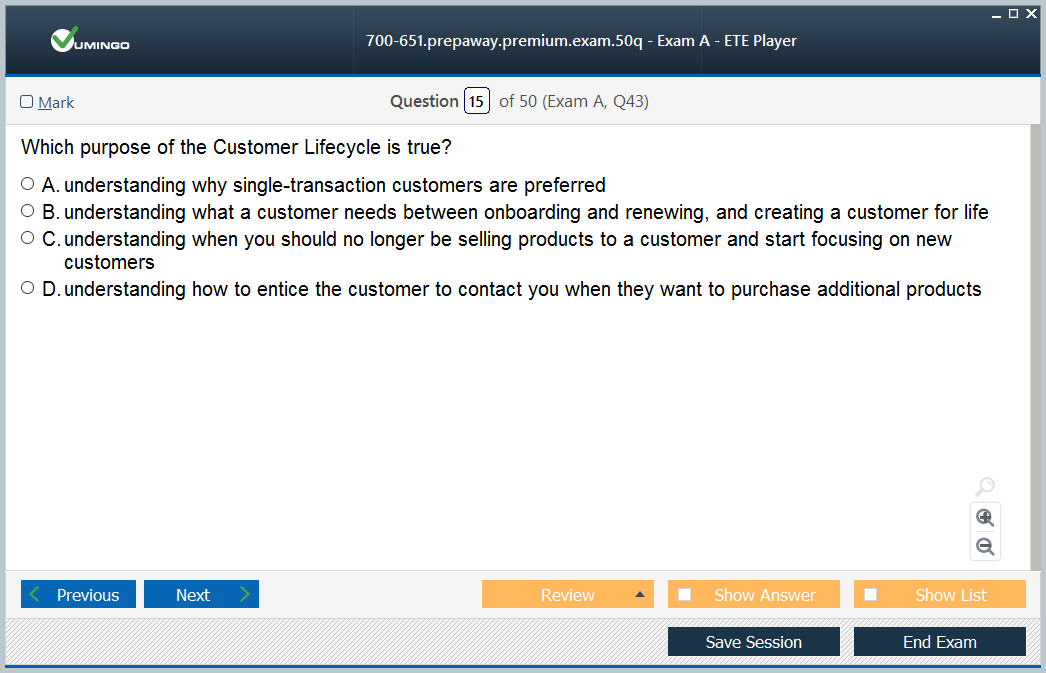 VUMINGO
700-651.prepaway.premium.exam.50q - Exam A - ETE Player
Mark
Question 15 of 50 (Exam A, Q43)
Which purpose of the Customer Lifecycle is true?
A. understanding why single-transaction customers are preferred
B. understanding what a customer needs between onboarding and renewing, and creating a customer for life
C. understanding when you should no longer be selling products to a customer and start focusing on new
customers
D. understanding how to entice the customer to contact you when they want to purchase additional products
Previous
Next
Review
Show Answer
Show List
Save Session
End Exam